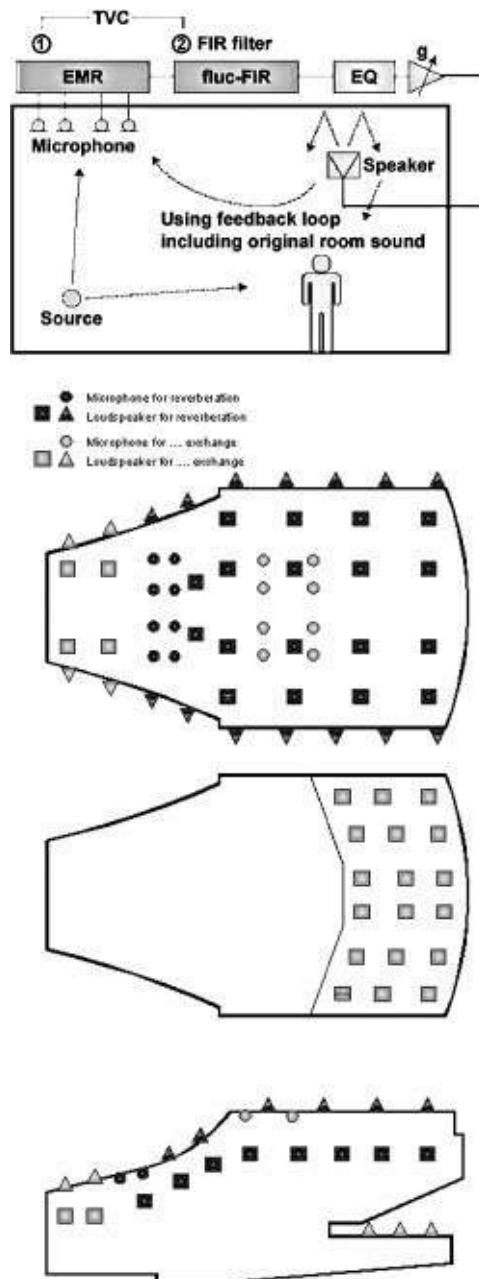 TVC
① ② FIR filter
EMR fluc-FIR EQ g
Microphone
Speaker
Using feedback loop
including original room sound
Source
Microphone for reverberation
Loudspeaker for reverberation
Microphone for .... exchange
Loudspeaker for .... exchange